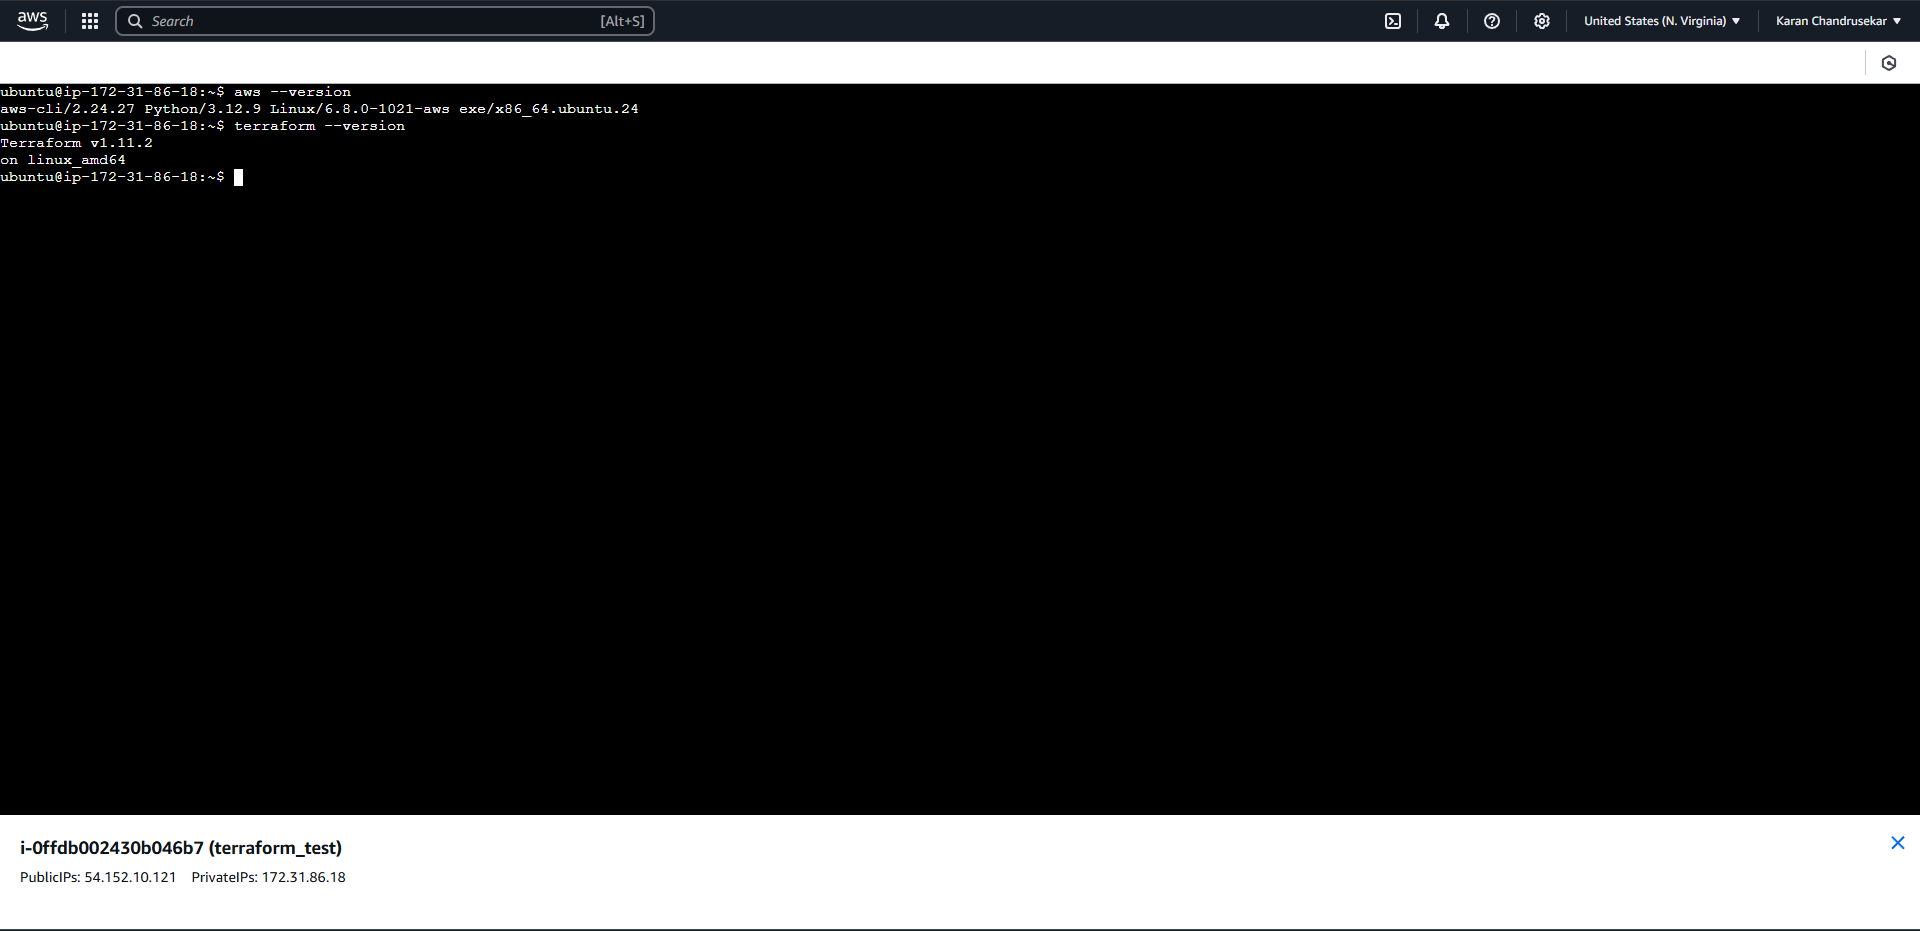 aws
Search [Alt+S]
United States (N. Virginia)
Karan Chandrusekar
ubuntu@ip-172-31-86-18:~$ aws --version
aws-cli/2.24.27 Python/3.12.9 Linux/6.8.0-1021-aws exe/x86_64.ubuntu.24
ubuntu@ip-172-31-86-18:~$ terraform --version
Terraform v1.11.2
on linux_amd64
ubuntu@ip-172-31-86-18:~$
i-0ffdb002430b046b7 (terraform_test)
PublicIPs: 54.152.10.121 PrivateIPs: 172.31.86.18